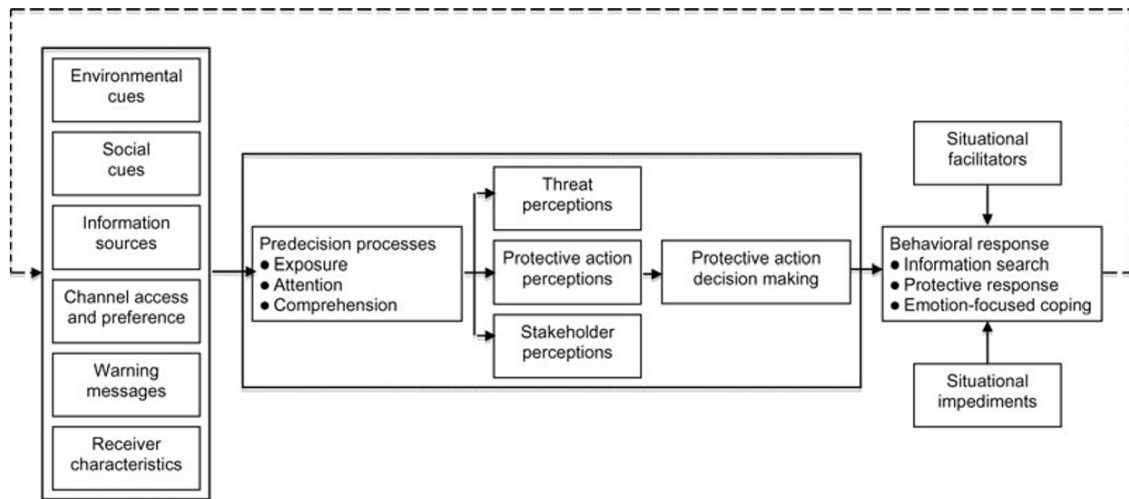 Environmental
cues
Social
cues
Information
sources
Channel access
and preference
Warning
messages
Receiver
characteristics
Predecision processes
● Exposure
● Attention
● Comprehension
Threat
perceptions
Protective action
perceptions
Stakeholder
perceptions
Protective action
decision making
Situational
facilitators
Behavioral response
● Information search
● Protective response
● Emotion-focused coping
Situational
impediments